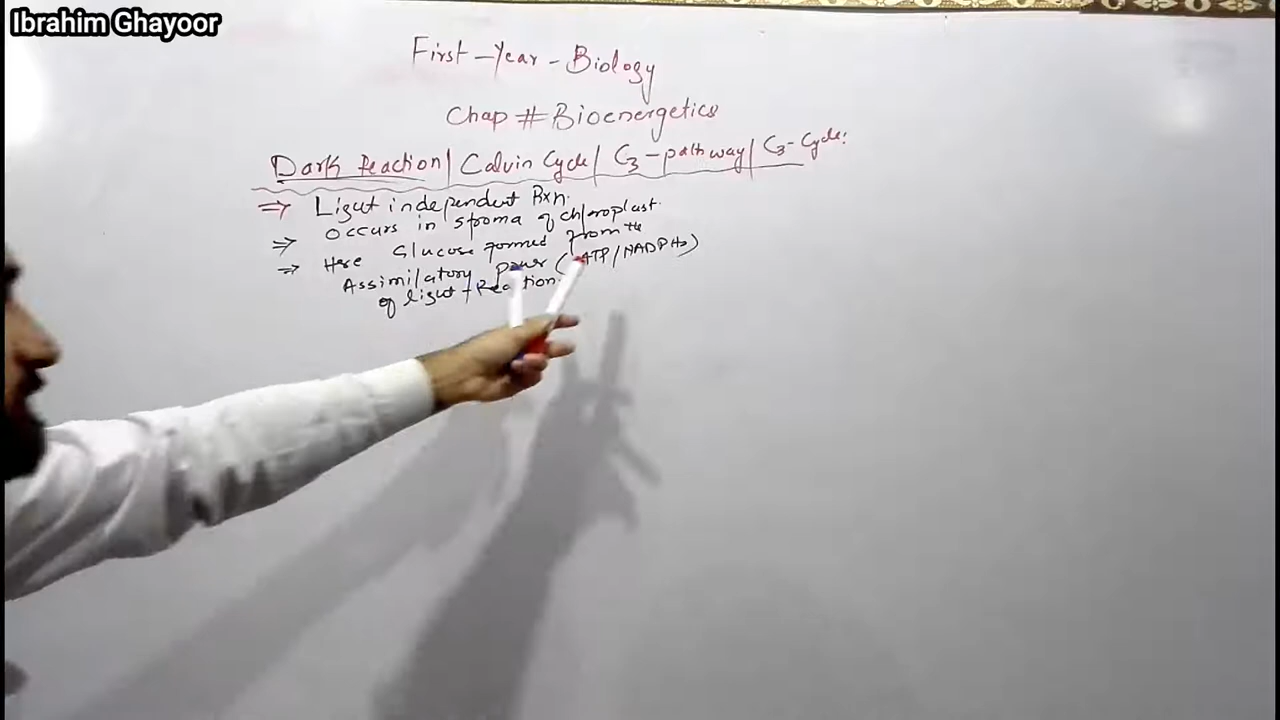 Ibrahim Ghayoor
First-Year-Biology
Chap # Bioenergetics
Dark Reaction / Calvin Cycle / C3-pathway / C3-Cycle:
⇒ Light independent Rxn.
⇒ Occurs in stroma of chloroplast.
⇒ Here Glucose formed from the
Assimilatory Power (ATP/NADPH2)
of light-Reaction.